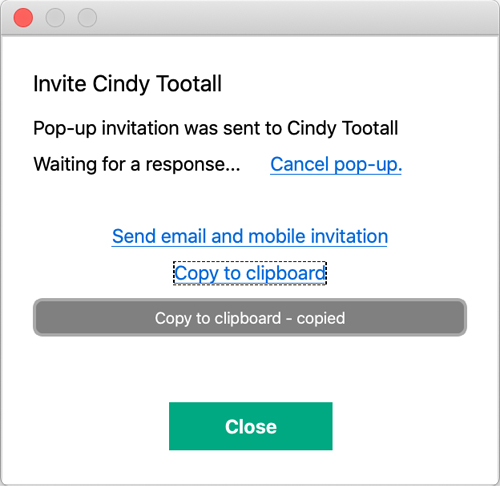 Invite Cindy Tootall
Pop-up invitation was sent to Cindy Tootall
Waiting for a response... Cancel pop-up.
Send email and mobile invitation
Copy to clipboard
Copy to clipboard - copied
Close